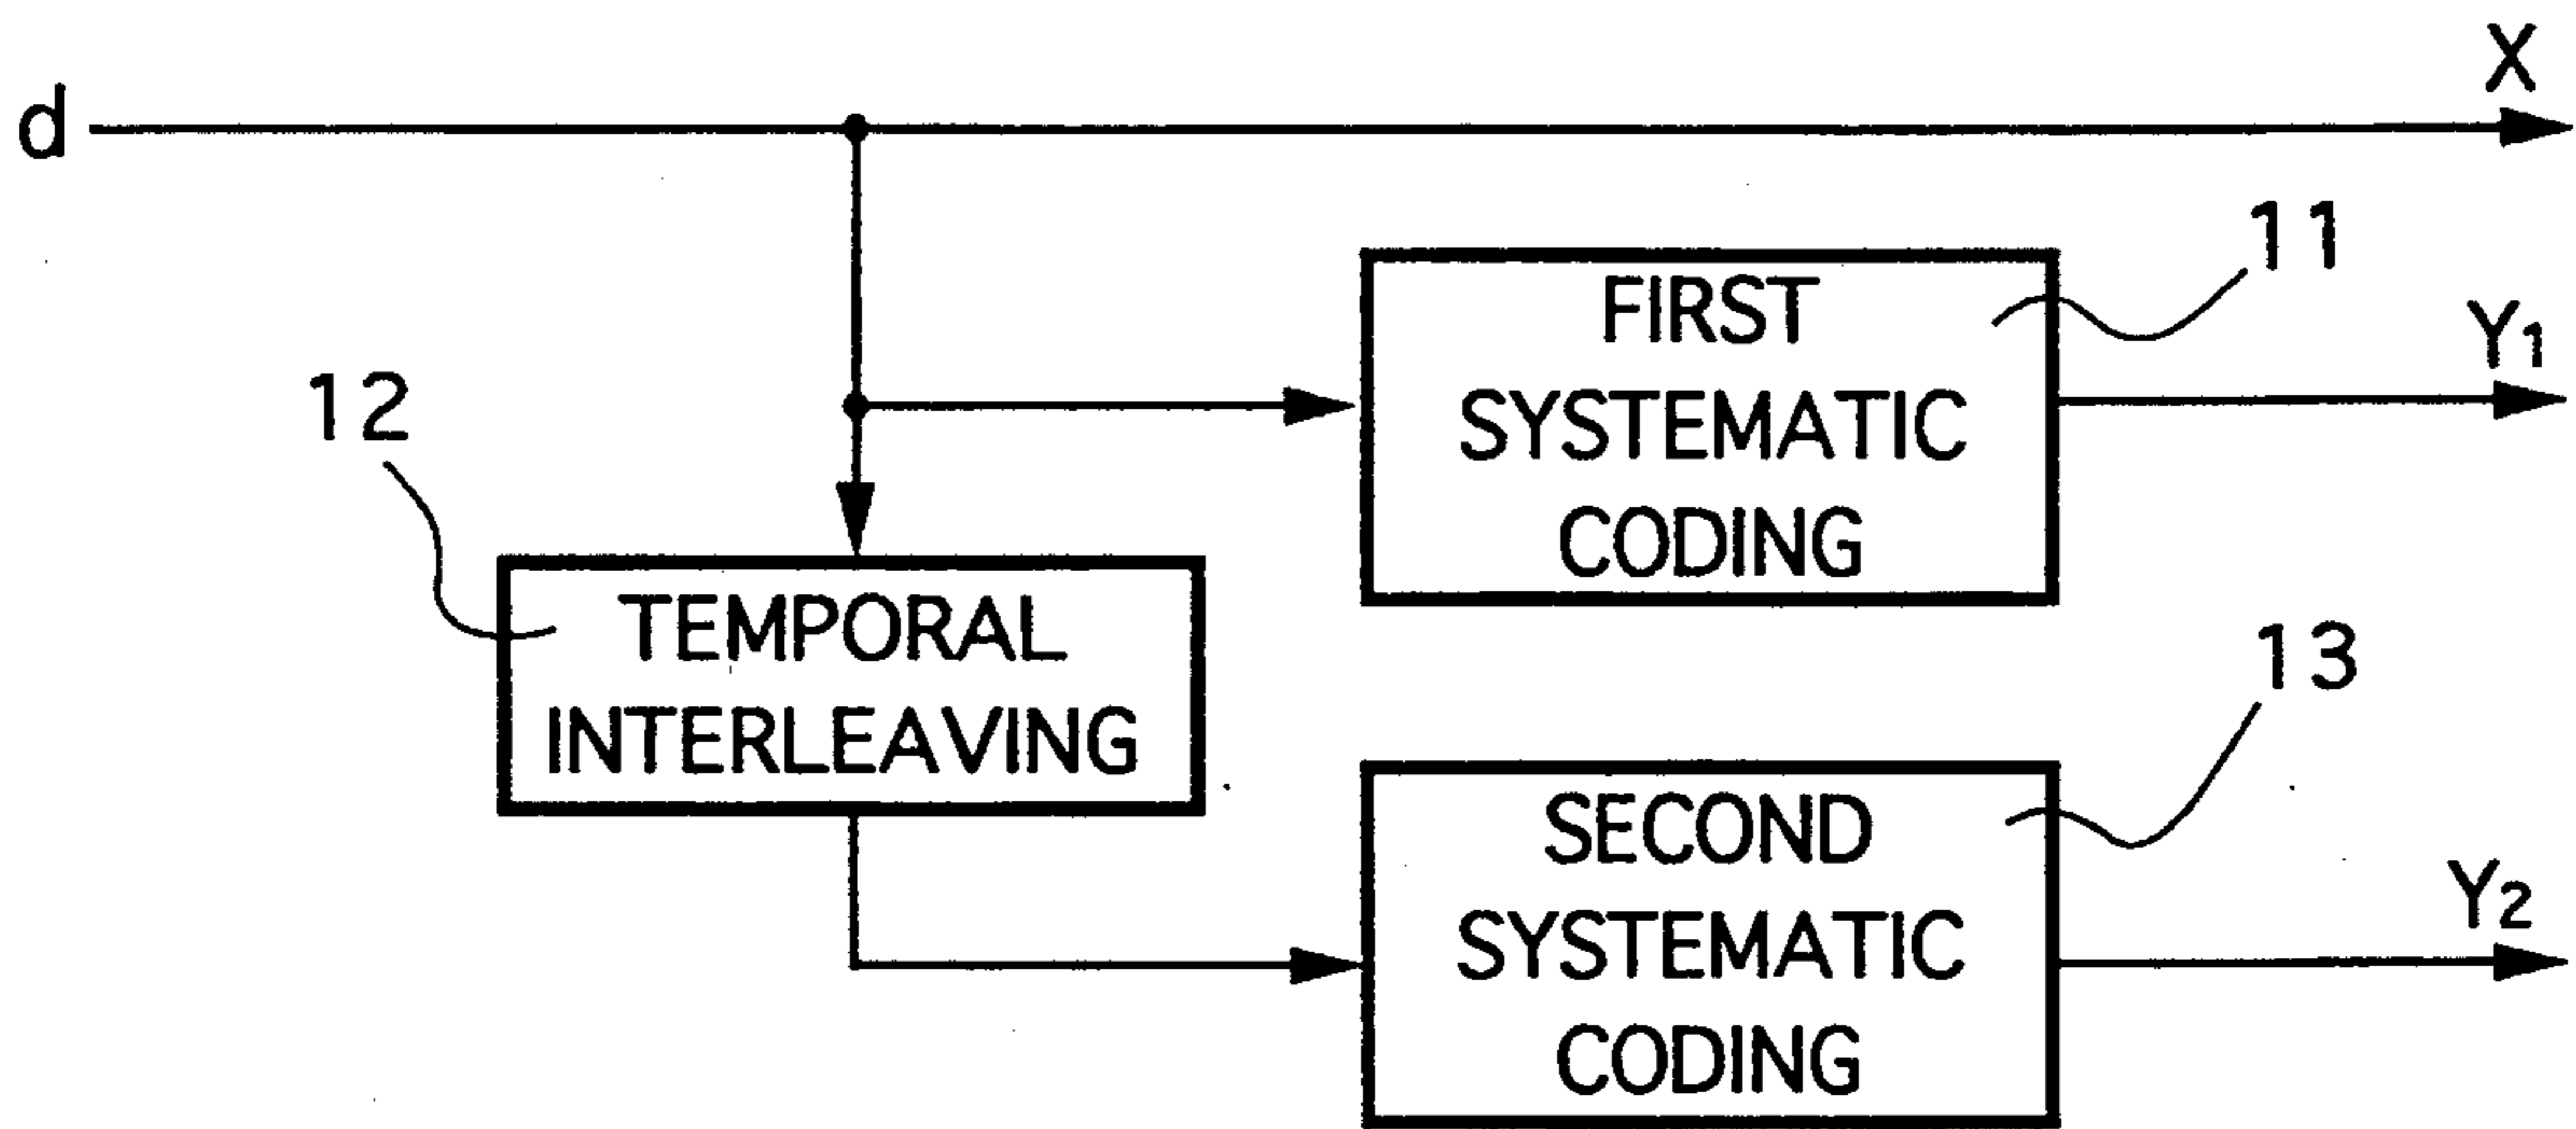 d
X
11
FIRST
SYSTEMATIC
CODING
Y1
12
TEMPORAL
INTERLEAVING
13
SECOND
SYSTEMATIC
CODING
Y2